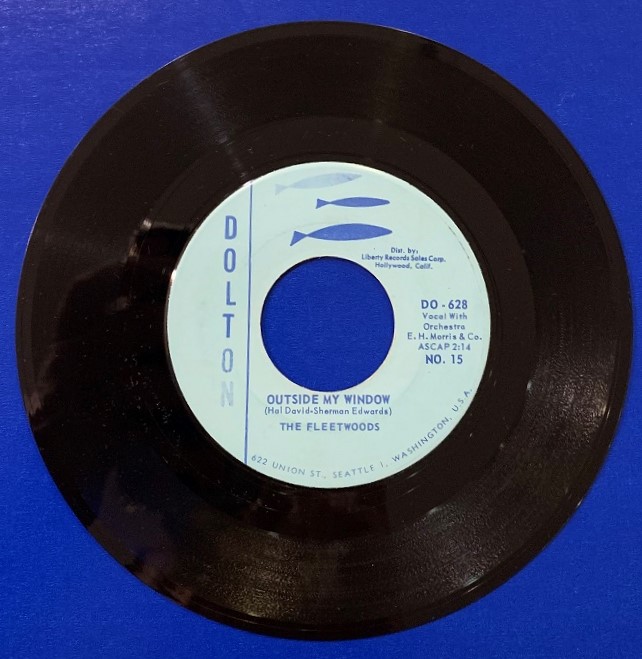 DOLTON
Dist. by:
Liberty Records Sales Corp.
Hollywood, Calif.
DO - 628
Vocal With
Orchestra
E. H. Morris & Co.
ASCAP 2:14
NO. 15
OUTSIDE MY WINDOW
(Hal David-Sherman Edwards)
THE FLEETWOODS
622 UNION ST., SEATTLE 1, WASHINGTON, U.S.A.